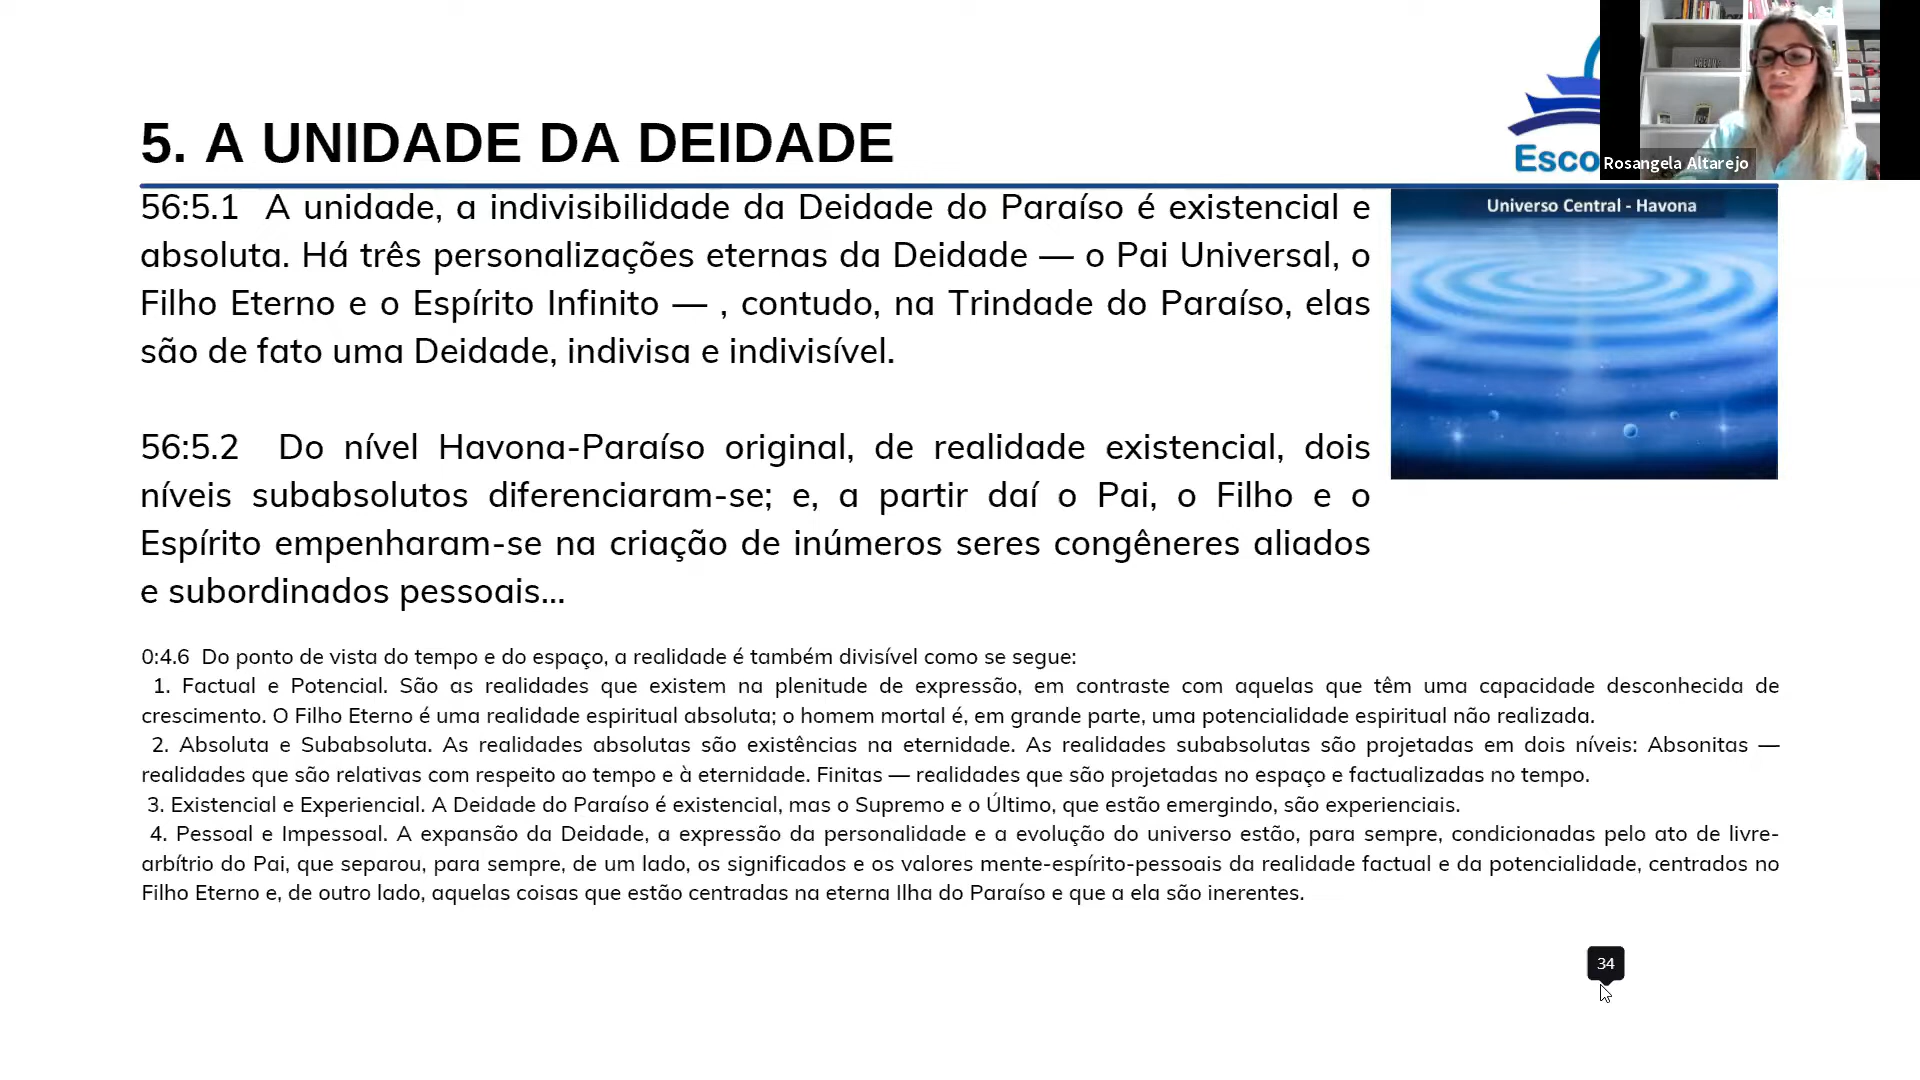 5. A UNIDADE DA DEIDADE
Esco
Rosangela Altarejo
56:5.1 A unidade, a indivisibilidade da Deidade do Paraíso é existencial e
absoluta. Há três personalizações eternas da Deidade — o Pai Universal, o
Filho Eterno e o Espírito Infinito — , contudo, na Trindade do Paraíso, elas
são de fato uma Deidade, indivisa e indivisível.
Universo Central - Havona
56:5.2 Do nível Havona-Paraíso original, de realidade existencial, dois
níveis subabsolutos diferenciaram-se; e, a partir daí o Pai, o Filho e o
Espírito empenharam-se na criação de inúmeros seres congêneres aliados
e subordinados pessoais...
0:4.6 Do ponto de vista do tempo e do espaço, a realidade é também divisível como se segue:
1. Factual e Potencial. São as realidades que existem na plenitude de expressão, em contraste com aquelas que têm uma capacidade desconhecida de
crescimento. O Filho Eterno é uma realidade espiritual absoluta; o homem mortal é, em grande parte, uma potencialidade espiritual não realizada.
2. Absoluta e Subabsoluta. As realidades absolutas são existências na eternidade. As realidades subabsolutas são projetadas em dois níveis: Absonitas —
realidades que são relativas com respeito ao tempo e à eternidade. Finitas — realidades que são projetadas no espaço e factualizadas no tempo.
3. Existencial e Experiencial. A Deidade do Paraíso é existencial, mas o Supremo e o Último, que estão emergindo, são experienciais.
4. Pessoal e Impessoal. A expansão da Deidade, a expressão da personalidade e a evolução do universo estão, para sempre, condicionadas pelo ato de livre-
arbítrio do Pai, que separou, para sempre, de um lado, os significados e os valores mente-espírito-pessoais da realidade factual e da potencialidade, centrados no
Filho Eterno e, de outro lado, aquelas coisas que estão centradas na eterna Ilha do Paraíso e que a ela são inerentes.
34